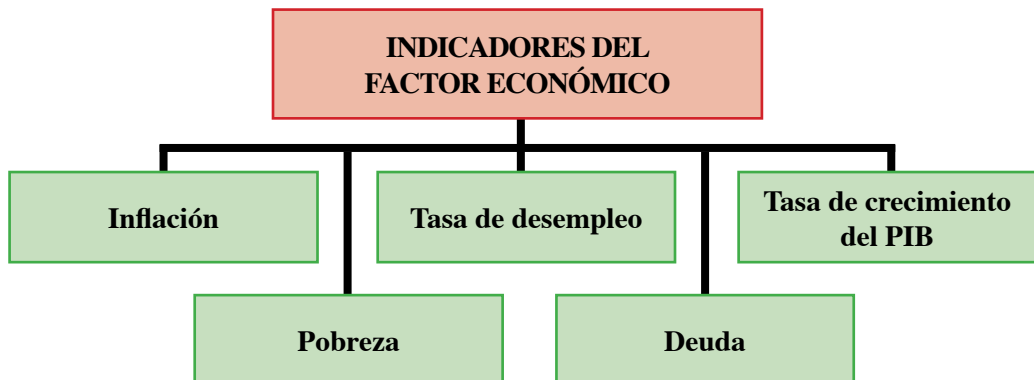 INDICADORES DEL
FACTOR ECONÓMICO
Inflación
Tasa de desempleo
Tasa de crecimiento
del PIB
Pobreza
Deuda